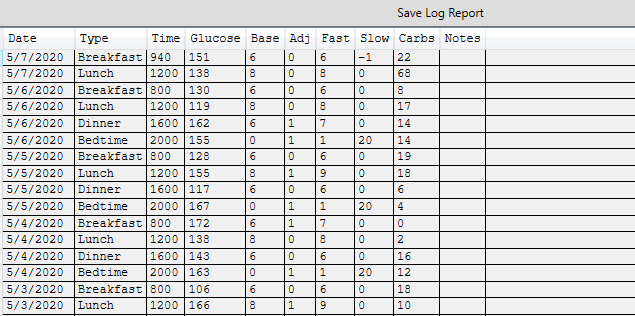 Save Log Report
Date Type Time Glucose Base Adj Fast Slow Carbs Notes
5/7/2020 Breakfast 940 151 6 0 6 -1 22
5/7/2020 Lunch 1200 138 8 0 8 0 68
5/6/2020 Breakfast 800 130 6 0 6 0 8
5/6/2020 Lunch 1200 119 8 0 8 0 17
5/6/2020 Dinner 1600 162 6 1 7 0 14
5/6/2020 Bedtime 2000 155 0 1 1 20 14
5/5/2020 Breakfast 800 128 6 0 6 0 19
5/5/2020 Lunch 1200 155 8 1 9 0 18
5/5/2020 Dinner 1600 117 6 0 6 0 6
5/5/2020 Bedtime 2000 167 0 1 1 20 4
5/4/2020 Breakfast 800 172 6 1 7 0 0
5/4/2020 Lunch 1200 138 8 0 8 0 2
5/4/2020 Dinner 1600 143 6 0 6 0 16
5/4/2020 Bedtime 2000 163 0 1 1 20 12
5/3/2020 Breakfast 800 106 6 0 6 0 18
5/3/2020 Lunch 1200 166 8 1 9 0 10